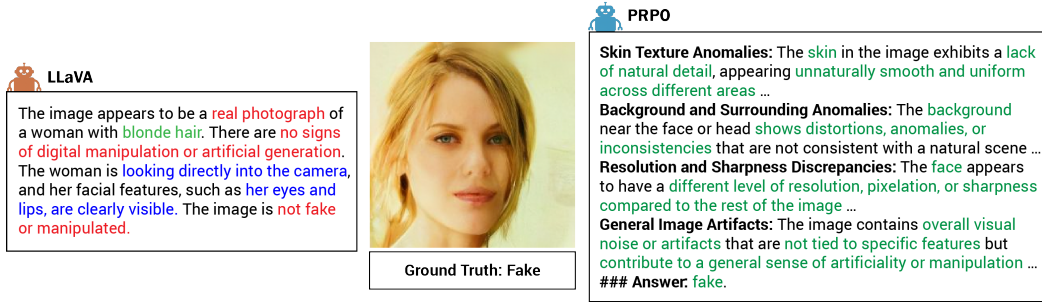 LLaVA
The image appears to be a real photograph of
a woman with blonde hair. There are no signs
of digital manipulation or artificial generation.
The woman is looking directly into the camera,
and her facial features, such as her eyes and
lips, are clearly visible. The image is not fake
or manipulated.
Ground Truth: Fake
PRPO
Skin Texture Anomalies: The skin in the image exhibits a lack
of natural detail, appearing unnaturally smooth and uniform
across different areas ...
Background and Surrounding Anomalies: The background
near the face or head shows distortions, anomalies, or
inconsistencies that are not consistent with a natural scene ...
Resolution and Sharpness Discrepancies: The face appears
to have a different level of resolution, pixelation, or sharpness
compared to the rest of the image ...
General Image Artifacts: The image contains overall visual
noise or artifacts that are not tied to specific features but
contribute to a general sense of artificiality or manipulation ...
### Answer: fake.